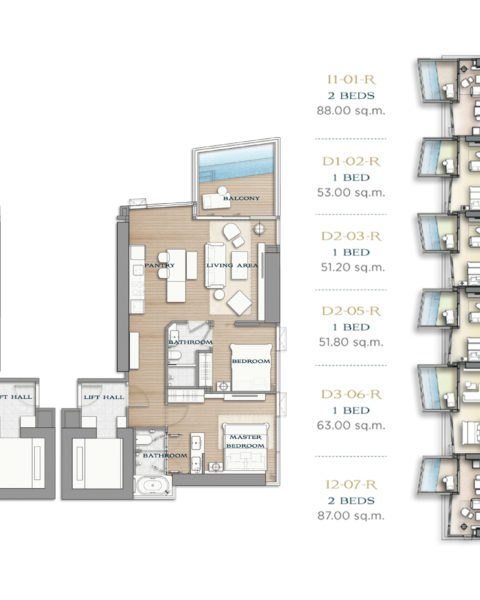 BALCONY
PANTRY
LIVING AREA
BATHROOM
BEDROOM
FT HALL
LIFT HALL
MASTER
BEDROOM
BATHROOM
I1-01-R
2 BEDS
88.00 sq.m.
D1-02-R
1 BED
53.00 sq.m.
D2-03-R
1 BED
51.20 sq.m.
D2-05-R
1 BED
51.80 sq.m.
D3-06-R
1 BED
63.00 sq.m.
I2-07-R
2 BEDS
87.00 sq.m.